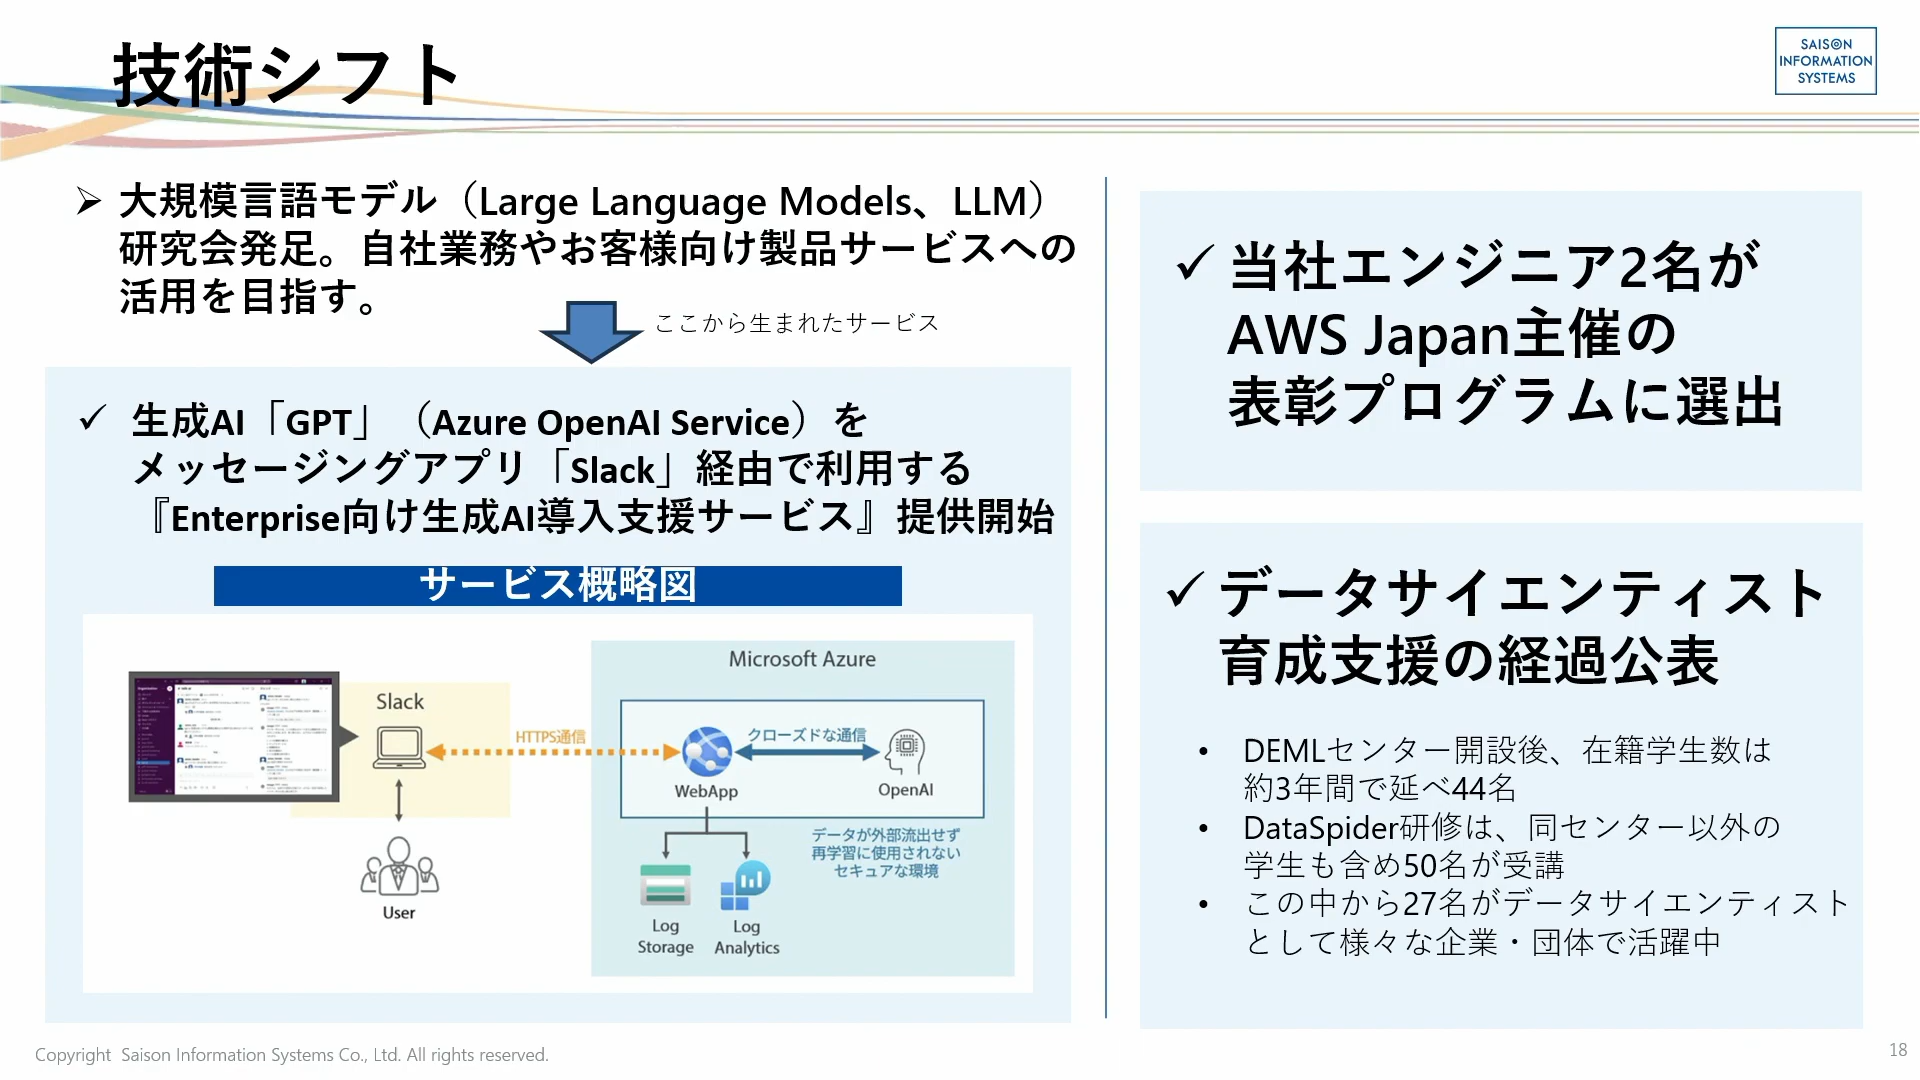 技術シフト
SAISON
INFORMATION
SYSTEMS
大規模言語モデル（Large Language Models、LLM）
研究会発足。自社業務やお客様向け製品サービスへの
活用を目指す。
ここから生まれたサービス
生成AI「GPT」（Azure OpenAI Service）を
メッセージングアプリ「Slack」経由で利用する
『Enterprise向け生成AI導入支援サービス』提供開始
サービス概略図
Slack
HTTPS通信
User
Microsoft Azure
クローズドな通信
WebApp
OpenAI
データが外部流出せず
再学習に使用されない
セキュアな環境
Log
Storage
Log
Analytics
当社エンジニア2名が
AWS Japan主催の
表彰プログラムに選出
データサイエンティスト
育成支援の経過公表
• DEMLセンター開設後、在籍学生数は
約3年間で延べ44名
• DataSpider研修は、同センター以外の
学生も含め50名が受講
• この中から27名がデータサイエンティスト
として様々な企業・団体で活躍中
Copyright Saison Information Systems Co., Ltd. All rights reserved.
18